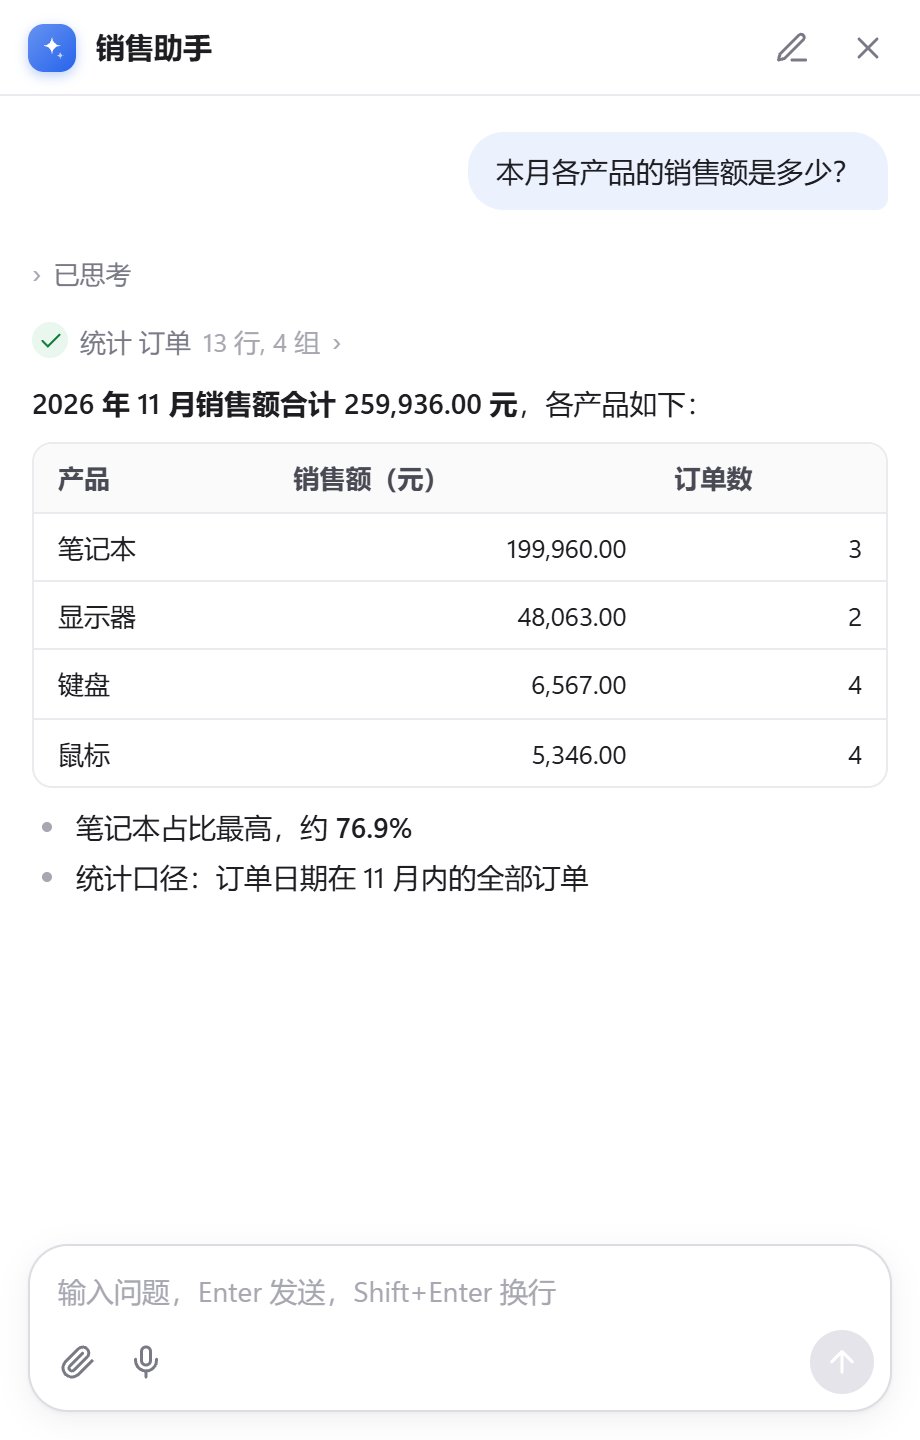 销售助手
本月各产品的销售额是多少？
› 已思考
统计 订单 13 行, 4 组 ›
2026 年 11 月销售额合计 259,936.00 元，各产品如下：
产品 销售额（元） 订单数
笔记本 199,960.00 3
显示器 48,063.00 2
键盘 6,567.00 4
鼠标 5,346.00 4
笔记本占比最高，约 76.9%
统计口径：订单日期在 11 月内的全部订单
输入问题，Enter 发送，Shift+Enter 换行